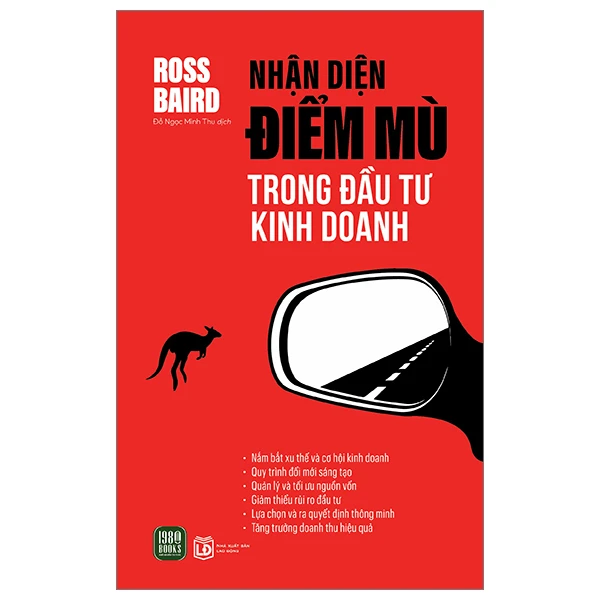 ROSS
BAIRD
Đỗ Ngọc Minh Thu dịch
NHẬN DIỆN
ĐIỂM MÙ
TRONG ĐẦU TƯ
KINH DOANH
• Nắm bắt xu thế và cơ hội kinh doanh
• Quy trình đổi mới sáng tạo
• Quản lý và tối ưu nguồn vốn
• Giảm thiểu rủi ro đầu tư
• Lựa chọn và ra quyết định thông minh
• Tăng trưởng doanh thu hiệu quả
1980
BOOKS
LĐ
NHÀ XUẤT BẢN
LAO ĐỘNG